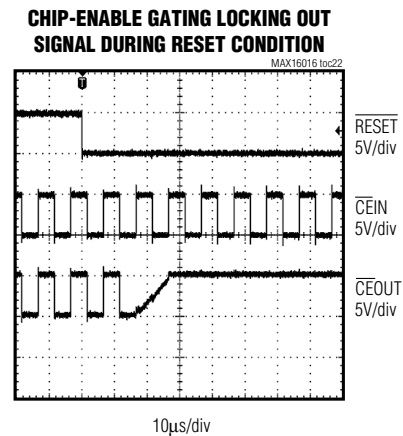 CHIP-ENABLE GATING LOCKING OUT
SIGNAL DURING RESET CONDITION
MAX16016 toc22
T
RESET
5V/div
CEIN
5V/div
CEOUT
5V/div
10µs/div